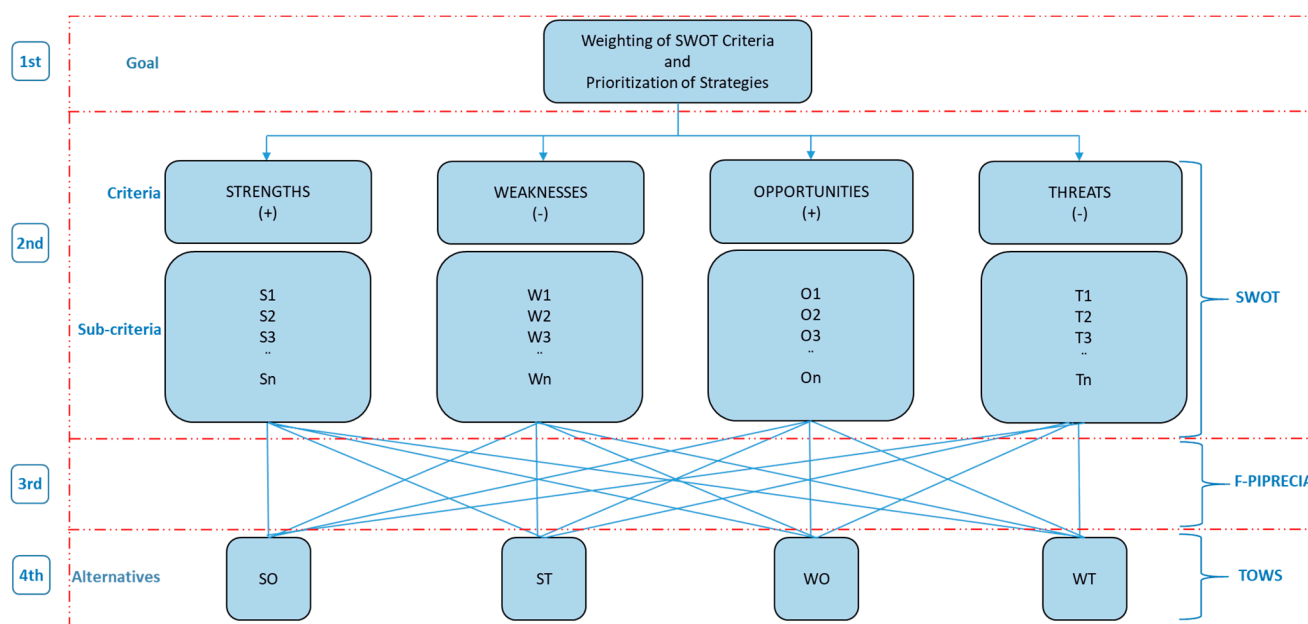 1st
Goal
Weighting of SWOT Criteria
and
Prioritization of Strategies
2nd
Criteria
STRENGTHS
(+)
WEAKNESSES
(-)
OPPORTUNITIES
(+)
THREATS
(-)
Sub-criteria
S1
S2
S3
..
Sn
W1
W2
W3
..
Wn
O1
O2
O3
..
On
T1
T2
T3
..
Tn
SWOT
3rd
F-PIPRECIA
4th
Alternatives
SO
ST
WO
WT
TOWS